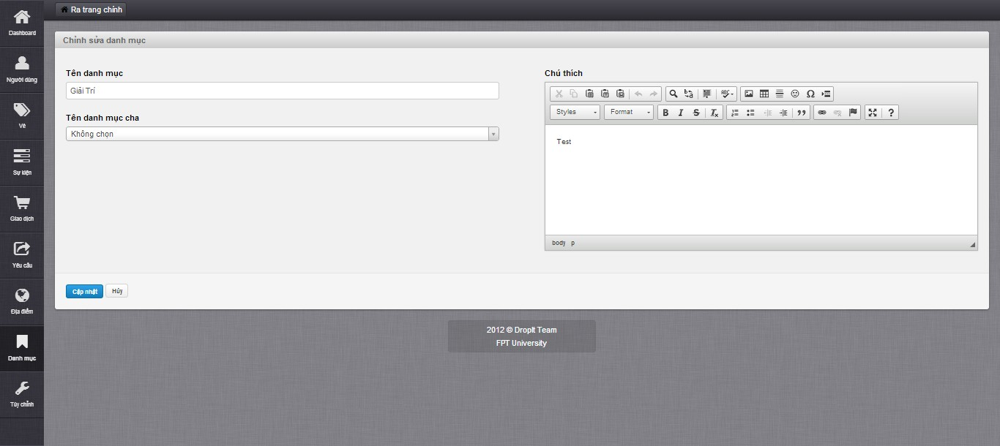 Ra trang chính
Dashboard
Người dùng
Vé
Sự kiện
Giao dịch
Yêu cầu
Địa điểm
Danh mục
Tùy chỉnh
Chỉnh sửa danh mục
Tên danh mục
Giải Trí
Tên danh mục cha
Không chọn
Chú thích
Styles Format
Test
body p
Cập nhật Hủy
2012 © DropIt Team
FPT University